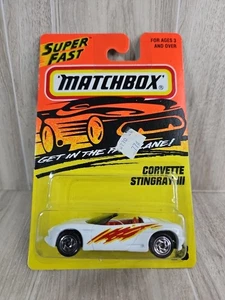 SUPER
FAST
FOR AGES 3
AND OVER
MATCHBOX
GET IN THE FAST LANE!
CORVETTE
STINGRAY III